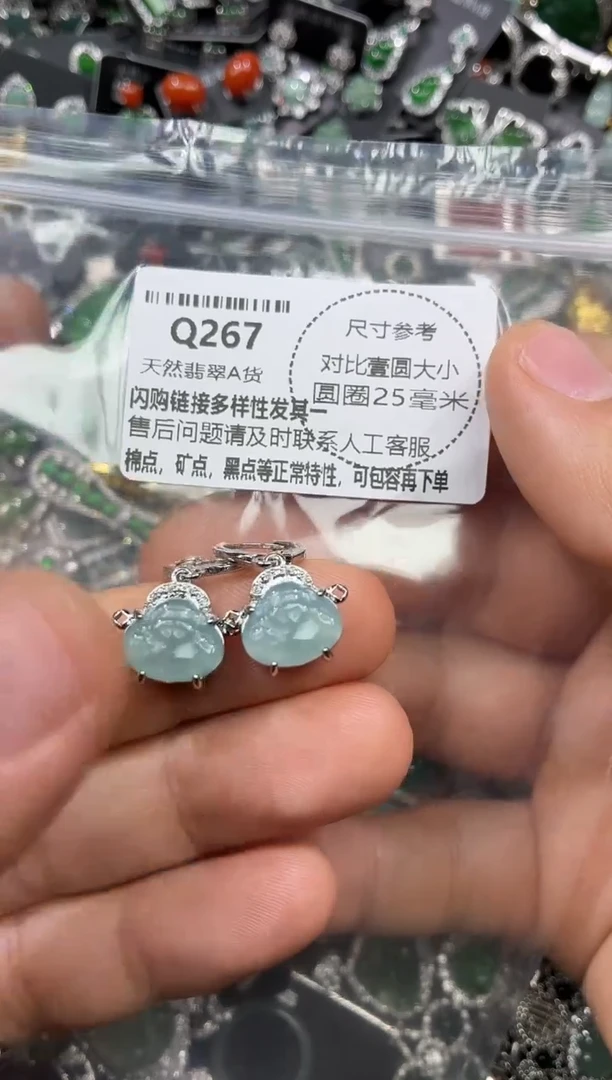 Q267
天然翡翠A货
尺寸参考
对比壹圆大小
圆圈25毫米
闪购链接多样性发其一
售后问题请及时联系人工客服
棉点，矿点，黑点等正常特性，可包容再下单